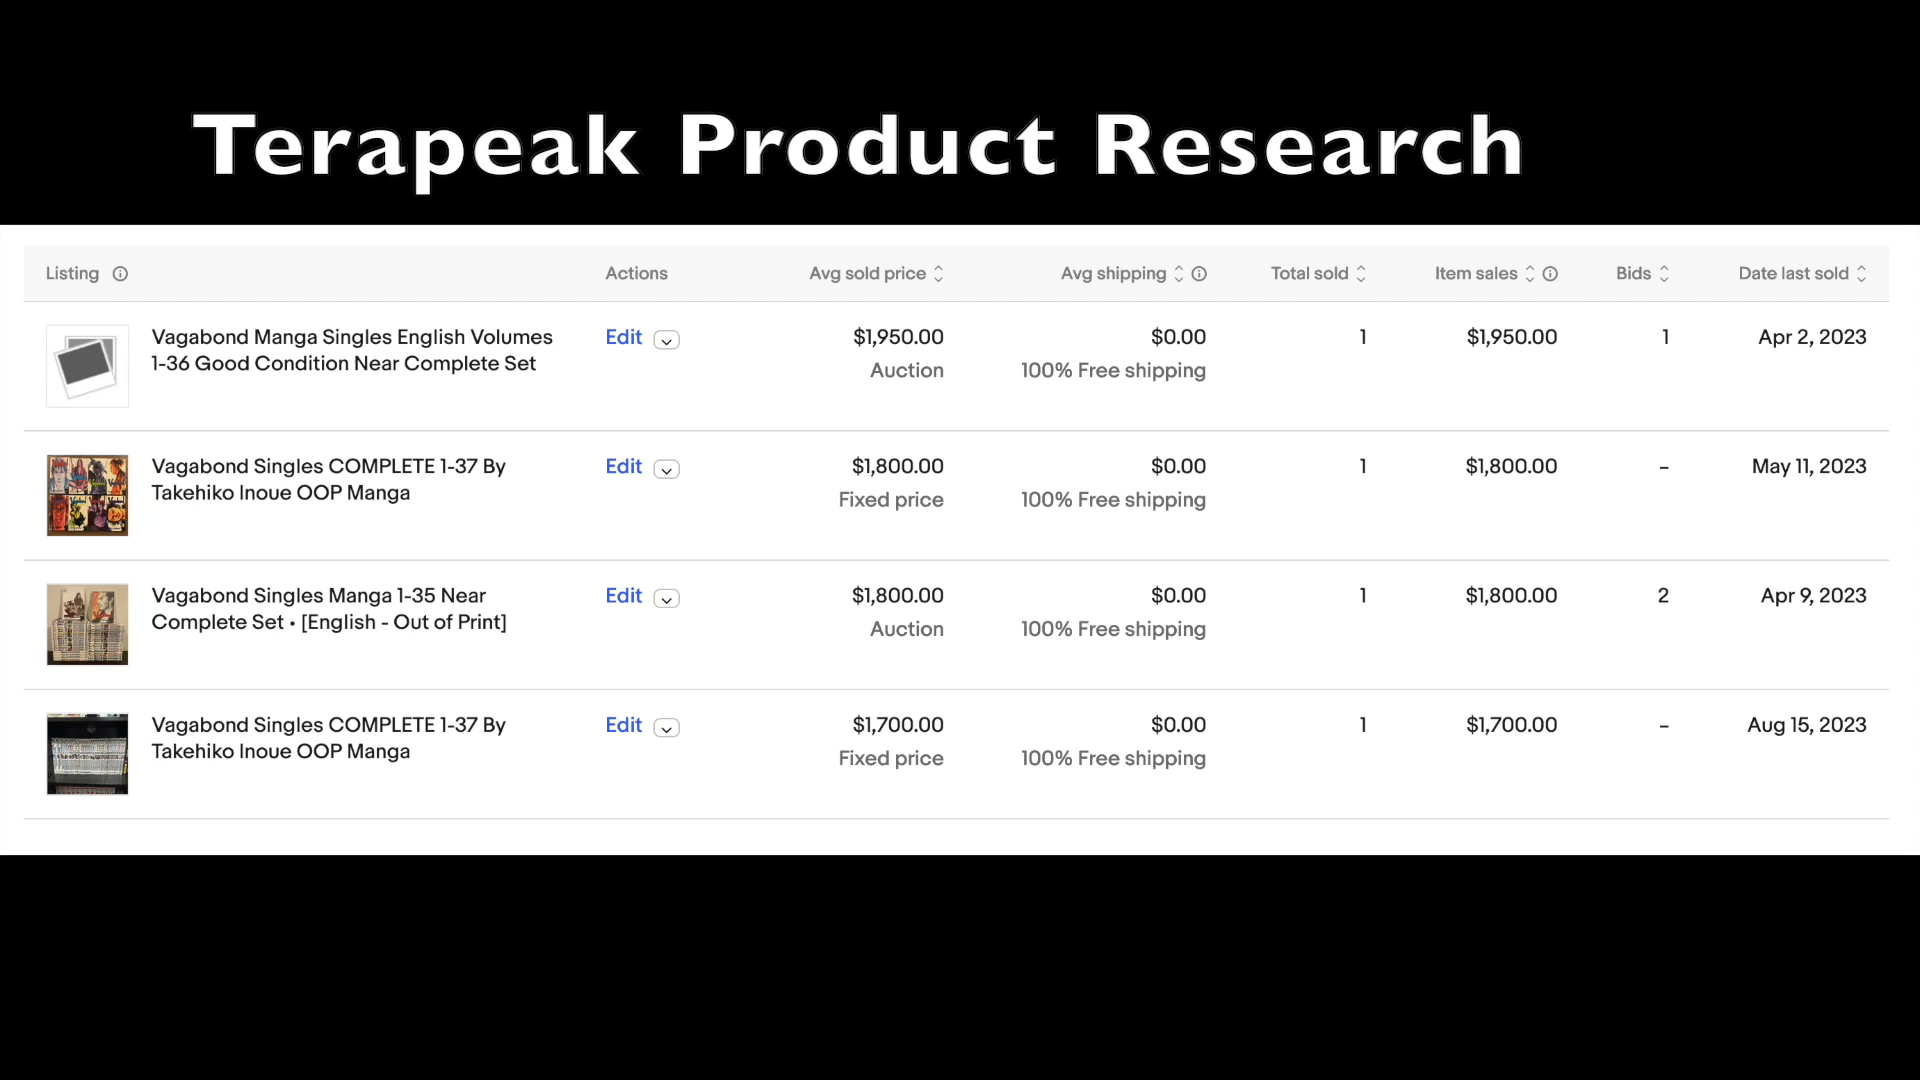 Terapeak Product Research
Listing Actions Avg sold price Avg shipping Total sold Item sales Bids Date last sold
Vagabond Manga Singles English Volumes Edit $1,950.00 $0.00 1 $1,950.00 1 Apr 2, 2023
1-36 Good Condition Near Complete Set Auction 100% Free shipping
Vagabond Singles COMPLETE 1-37 By Edit $1,800.00 $0.00 1 $1,800.00 – May 11, 2023
Takehiko Inoue OOP Manga Fixed price 100% Free shipping
Vagabond Singles Manga 1-35 Near Edit $1,800.00 $0.00 1 $1,800.00 2 Apr 9, 2023
Complete Set • [English - Out of Print] Auction 100% Free shipping
Vagabond Singles COMPLETE 1-37 By Edit $1,700.00 $0.00 1 $1,700.00 – Aug 15, 2023
Takehiko Inoue OOP Manga Fixed price 100% Free shipping